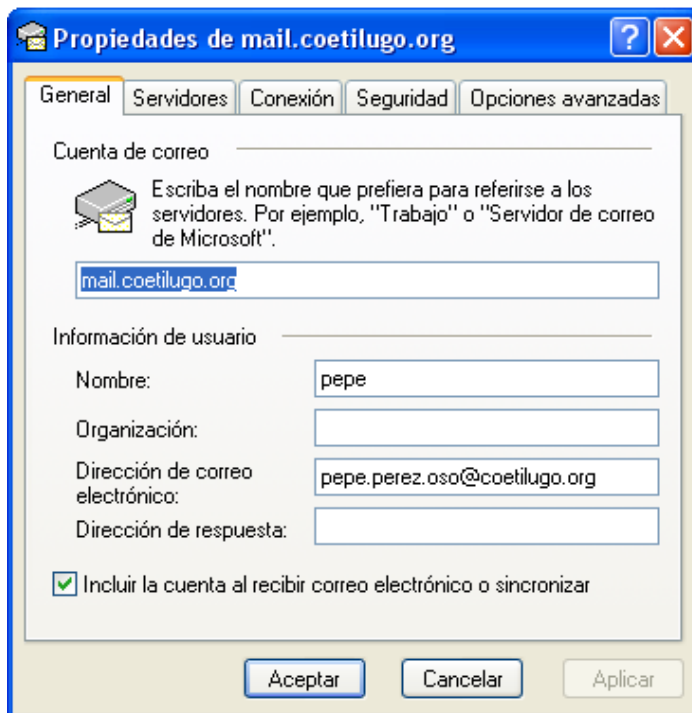 Propiedades de mail.coetilugo.org
General Servidores Conexión Seguridad Opciones avanzadas
Cuenta de correo
Escriba el nombre que prefiera para referirse a los
servidores. Por ejemplo, "Trabajo" o "Servidor de correo
de Microsoft".
mail.coetilugo.org
Información de usuario
Nombre: pepe
Organización:
Dirección de correo
electrónico: pepe.perez.oso@coetilugo.org
Dirección de respuesta:
Incluir la cuenta al recibir correo electrónico o sincronizar
Aceptar Cancelar Aplicar